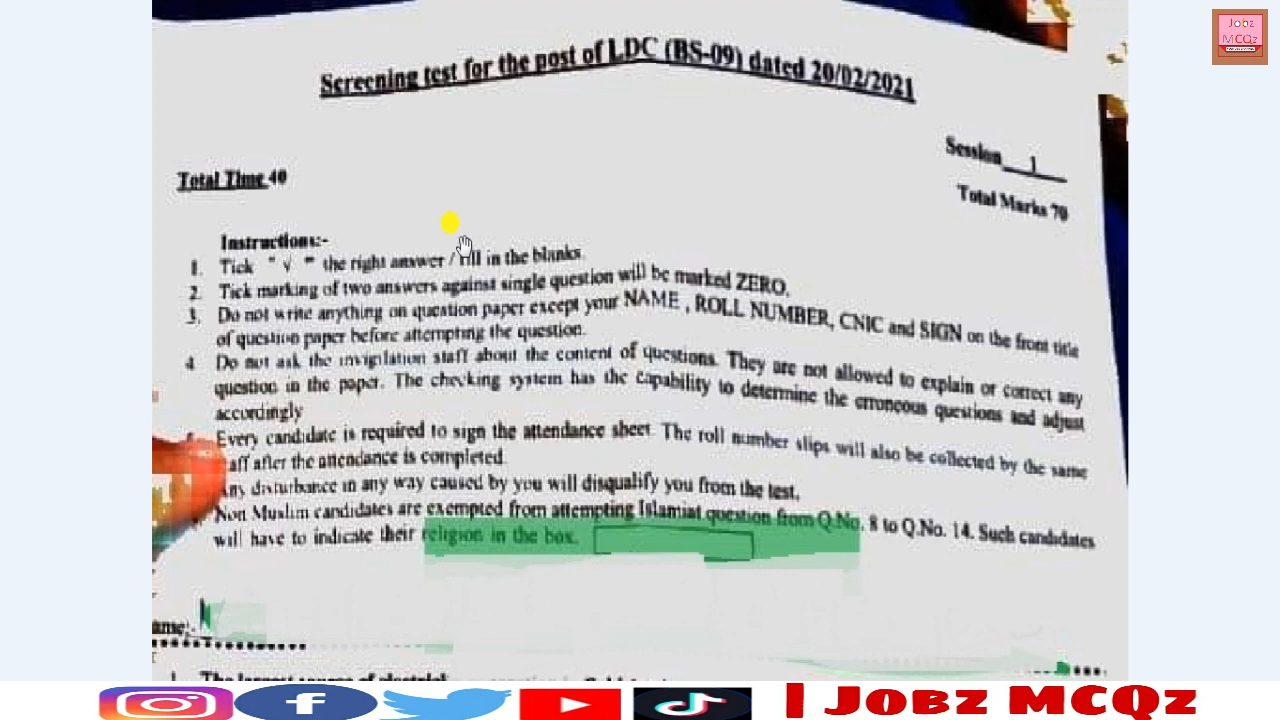 Jobz
MCQz
Screening test for the post of LDC (BS-09) dated 20/02/2021
Session 1
Total Time 40
Total Marks 70
Instructions:-
1. Tick " √ " the right answer / fill in the blanks.
2. Tick marking of two answers against single question will be marked ZERO.
3. Do not write anything on question paper except your NAME , ROLL NUMBER, CNIC and SIGN on the front title
of question paper before attempting the question.
4 Do not ask the invigilation staff about the content of questions. They are not allowed to explain or correct any
question in the paper. The checking system has the capability to determine the erroneous questions and adjust
accordingly
Every candidate is required to sign the attendance sheet. The roll number slips will also be collected by the same
aff after the attendance is completed.
Any disturbance in any way caused by you will disqualify you from the test.
Non Muslim candidates are exempted from attempting Islamiat question from Q.No. 8 to Q.No. 14. Such candidates
will have to indicate their religion in the box.
ame:-
1. The largest source of
| Jobz MCQz